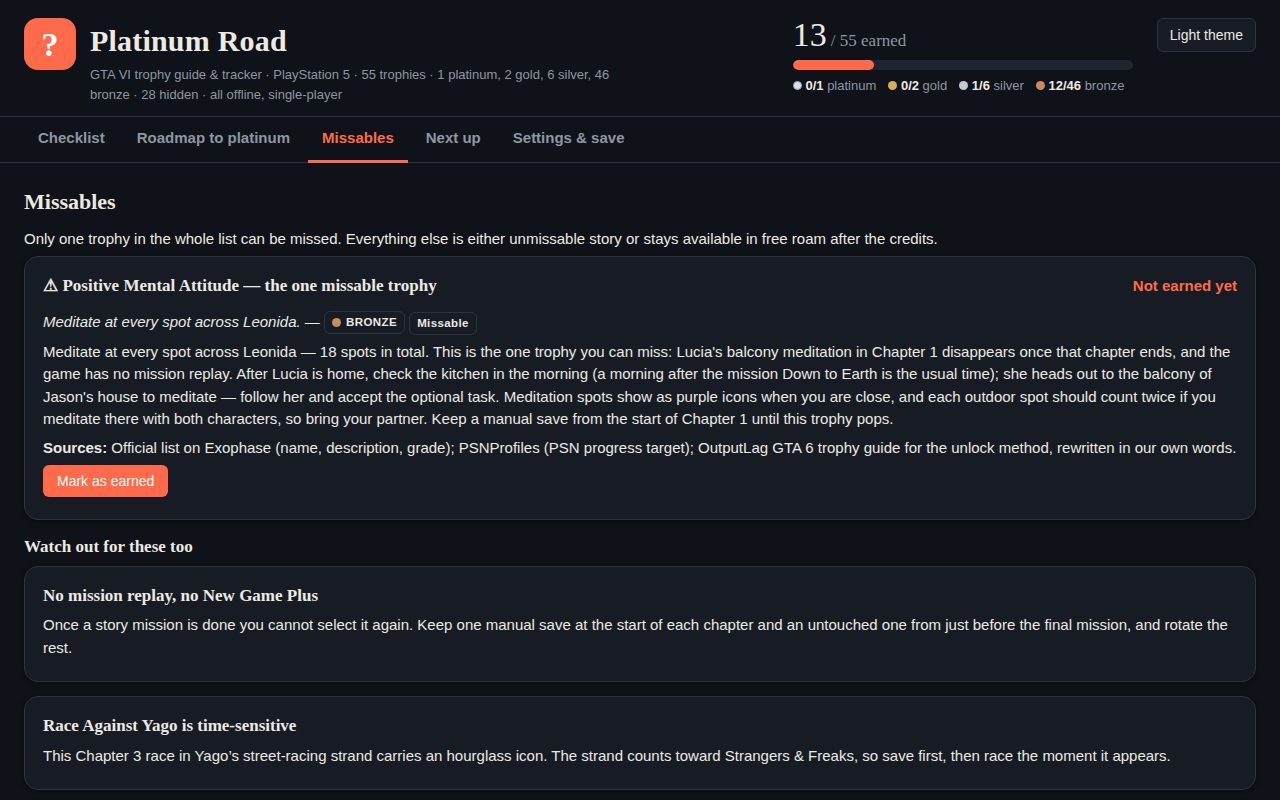 ?
Platinum Road
GTA VI trophy guide & tracker · PlayStation 5 · 55 trophies · 1 platinum, 2 gold, 6 silver, 46
bronze · 28 hidden · all offline, single-player
13 / 55 earned
0/1 platinum 0/2 gold 1/6 silver 12/46 bronze
Light theme
Checklist Roadmap to platinum Missables Next up Settings & save
Missables
Only one trophy in the whole list can be missed. Everything else is either unmissable story or stays available in free roam after the credits.
⚠ Positive Mental Attitude — the one missable trophy
Not earned yet
Meditate at every spot across Leonida. — BRONZE Missable
Meditate at every spot across Leonida — 18 spots in total. This is the one trophy you can miss: Lucia's balcony meditation in Chapter 1 disappears once that chapter ends, and the
game has no mission replay. After Lucia is home, check the kitchen in the morning (a morning after the mission Down to Earth is the usual time); she heads out to the balcony of
Jason's house to meditate — follow her and accept the optional task. Meditation spots show as purple icons when you are close, and each outdoor spot should count twice if you
meditate there with both characters, so bring your partner. Keep a manual save from the start of Chapter 1 until this trophy pops.
Sources: Official list on Exophase (name, description, grade); PSNProfiles (PSN progress target); OutputLag GTA 6 trophy guide for the unlock method, rewritten in our own words.
Mark as earned
Watch out for these too
No mission replay, no New Game Plus
Once a story mission is done you cannot select it again. Keep one manual save at the start of each chapter and an untouched one from just before the final mission, and rotate the
rest.
Race Against Yago is time-sensitive
This Chapter 3 race in Yago’s street-racing strand carries an hourglass icon. The strand counts toward Strangers & Freaks, so save first, then race the moment it appears.